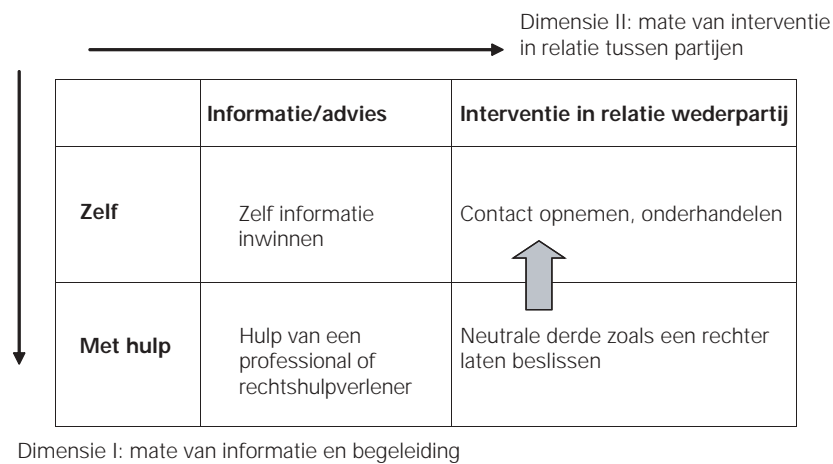 Dimensie II: mate van interventie
in relatie tussen partijen
Informatie/advies
Interventie in relatie wederpartij
Zelf
Zelf informatie
inwinnen
Contact opnemen, onderhandelen
Met hulp
Hulp van een
professional of
rechtshulpverlener
Neutrale derde zoals een rechter
laten beslissen
Dimensie I: mate van informatie en begeleiding